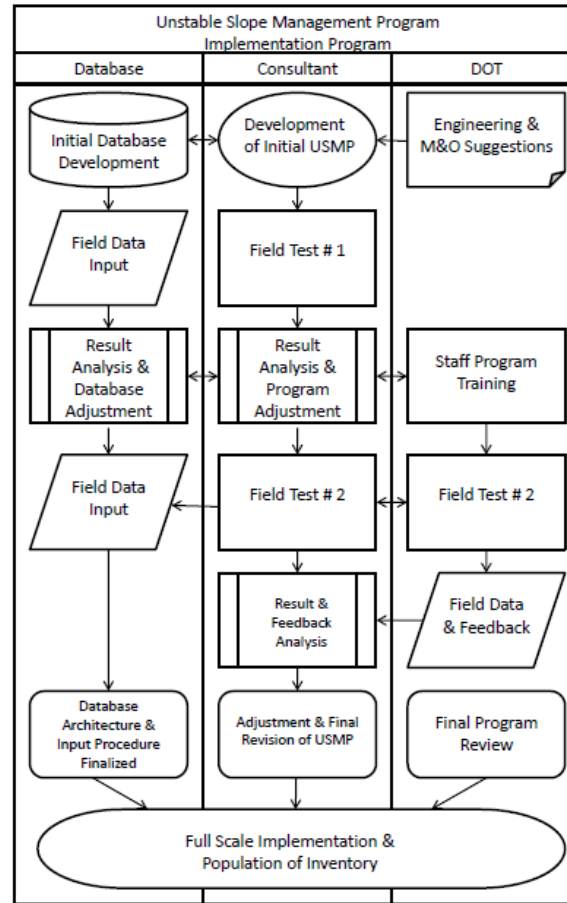 Unstable Slope Management Program
Implementation Program
Database
Consultant
DOT
Initial Database
Development
Development
of Initial USMP
Engineering &
M&O Suggestions
Field Data
Input
Field Test # 1
Result
Analysis &
Database
Adjustment
Result
Analysis &
Program
Adjustment
Staff Program
Training
Field Data
Input
Field Test # 2
Field Test # 2
Result &
Feedback
Analysis
Field Data
& Feedback
Database
Architecture &
Input Procedure
Finalized
Adjustment & Final
Revision of USMP
Final Program
Review
Full Scale Implementation &
Population of Inventory